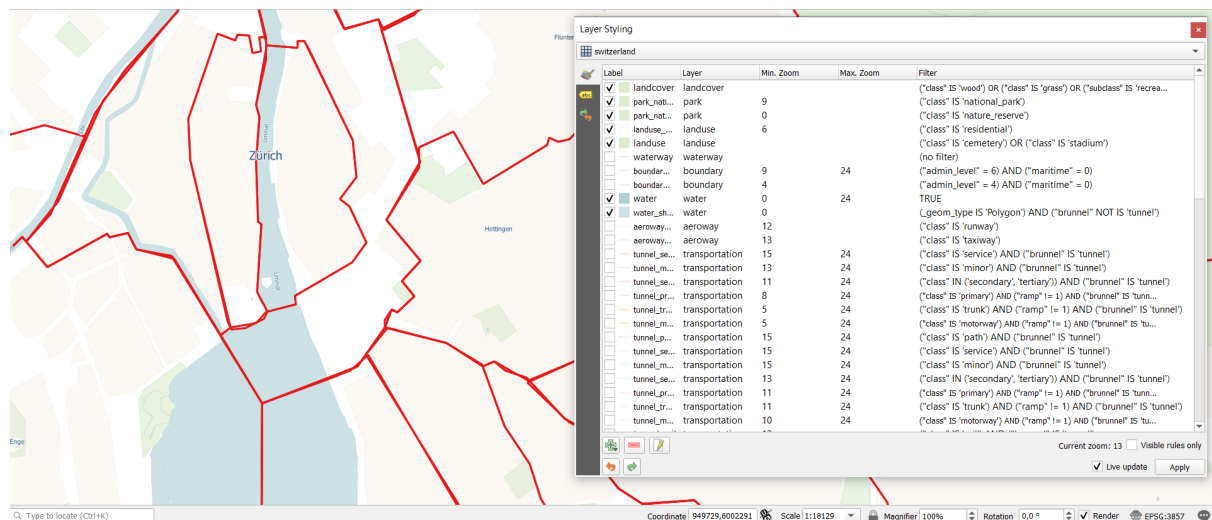 Layer Styling
switzerland
Flunter
Label Layer Min. Zoom Max. Zoom Filter
landcover landcover ("class" IS 'wood') OR ("class" IS 'grass') OR ("subclass" IS 'recrea...
park_nati... park 9 ("class" IS 'national_park')
park_nat... park 0 ("class" IS 'nature_reserve')
landuse_... landuse 6 ("class" IS 'residential')
landuse landuse ("class" IS 'cemetery') OR ("class" IS 'stadium')
waterway waterway (no filter)
boundar... boundary 9 24 ("admin_level" = 6) AND ("maritime" = 0)
boundar... boundary 4 ("admin_level" = 4) AND ("maritime" = 0)
water water 0 24 TRUE
water_sh... water 0 (_geom_type IS 'Polygon') AND ("brunnel" NOT IS 'tunnel')
aeroway... aeroway 12 ("class" IS 'runway')
aeroway... aeroway 13 ("class" IS 'taxiway')
tunnel_se... transportation 15 24 ("class" IS 'service') AND ("brunnel" IS 'tunnel')
tunnel_m... transportation 13 24 ("class" IS 'minor') AND ("brunnel" IS 'tunnel')
tunnel_se... transportation 11 24 ("class" IN ('secondary', 'tertiary')) AND ("brunnel" IS 'tunnel')
tunnel_pr... transportation 8 24 ("class" IS 'primary') AND ("ramp" != 1) AND ("brunnel" IS 'tunn...
tunnel_tr... transportation 5 24 ("class" IS 'trunk') AND ("ramp" != 1) AND ("brunnel" IS 'tunnel')
tunnel_m... transportation 5 24 ("class" IS 'motorway') AND ("ramp" != 1) AND ("brunnel" IS 'tu...
tunnel_p... transportation 15 24 ("class" IS 'path') AND ("brunnel" IS 'tunnel')
tunnel_se... transportation 15 24 ("class" IS 'service') AND ("brunnel" IS 'tunnel')
tunnel_m... transportation 15 24 ("class" IS 'minor') AND ("brunnel" IS 'tunnel')
tunnel_se... transportation 13 24 ("class" IN ('secondary', 'tertiary')) AND ("brunnel" IS 'tunnel')
tunnel_pr... transportation 11 24 ("class" IS 'primary') AND ("ramp" != 1) AND ("brunnel" IS 'tunn...
tunnel_tr... transportation 11 24 ("class" IS 'trunk') AND ("ramp" != 1) AND ("brunnel" IS 'tunnel')
tunnel_m... transportation 10 24 ("class" IS 'motorway') AND ("ramp" != 1) AND ("brunnel" IS 'tu...
Current zoom: 13 Visible rules only
Live update Apply
abc
Limmat
Zürich
Hottingen
Limmat
Enge
Type to locate (Ctrl+K) Coordinate 949729,6002291 Scale 1:18129 Magnifier 100% Rotation 0,0 ° Render EPSG:3857